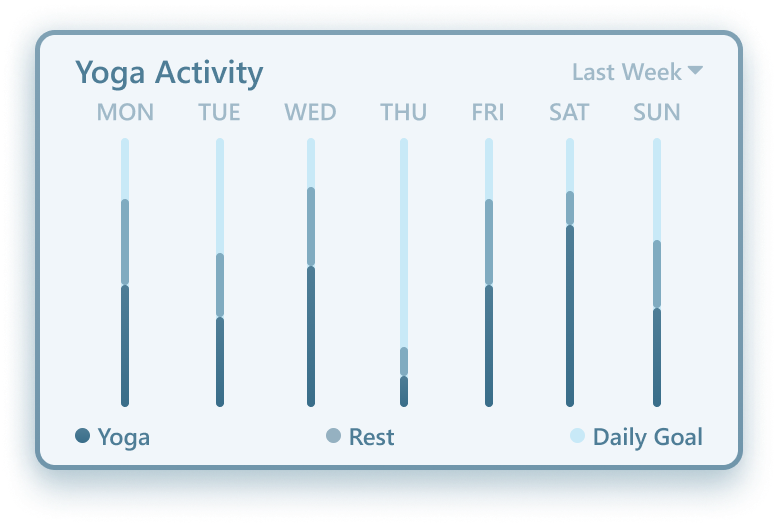 Yoga Activity
Last Week
MON TUE WED THU FRI SAT SUN
Yoga Rest Daily Goal